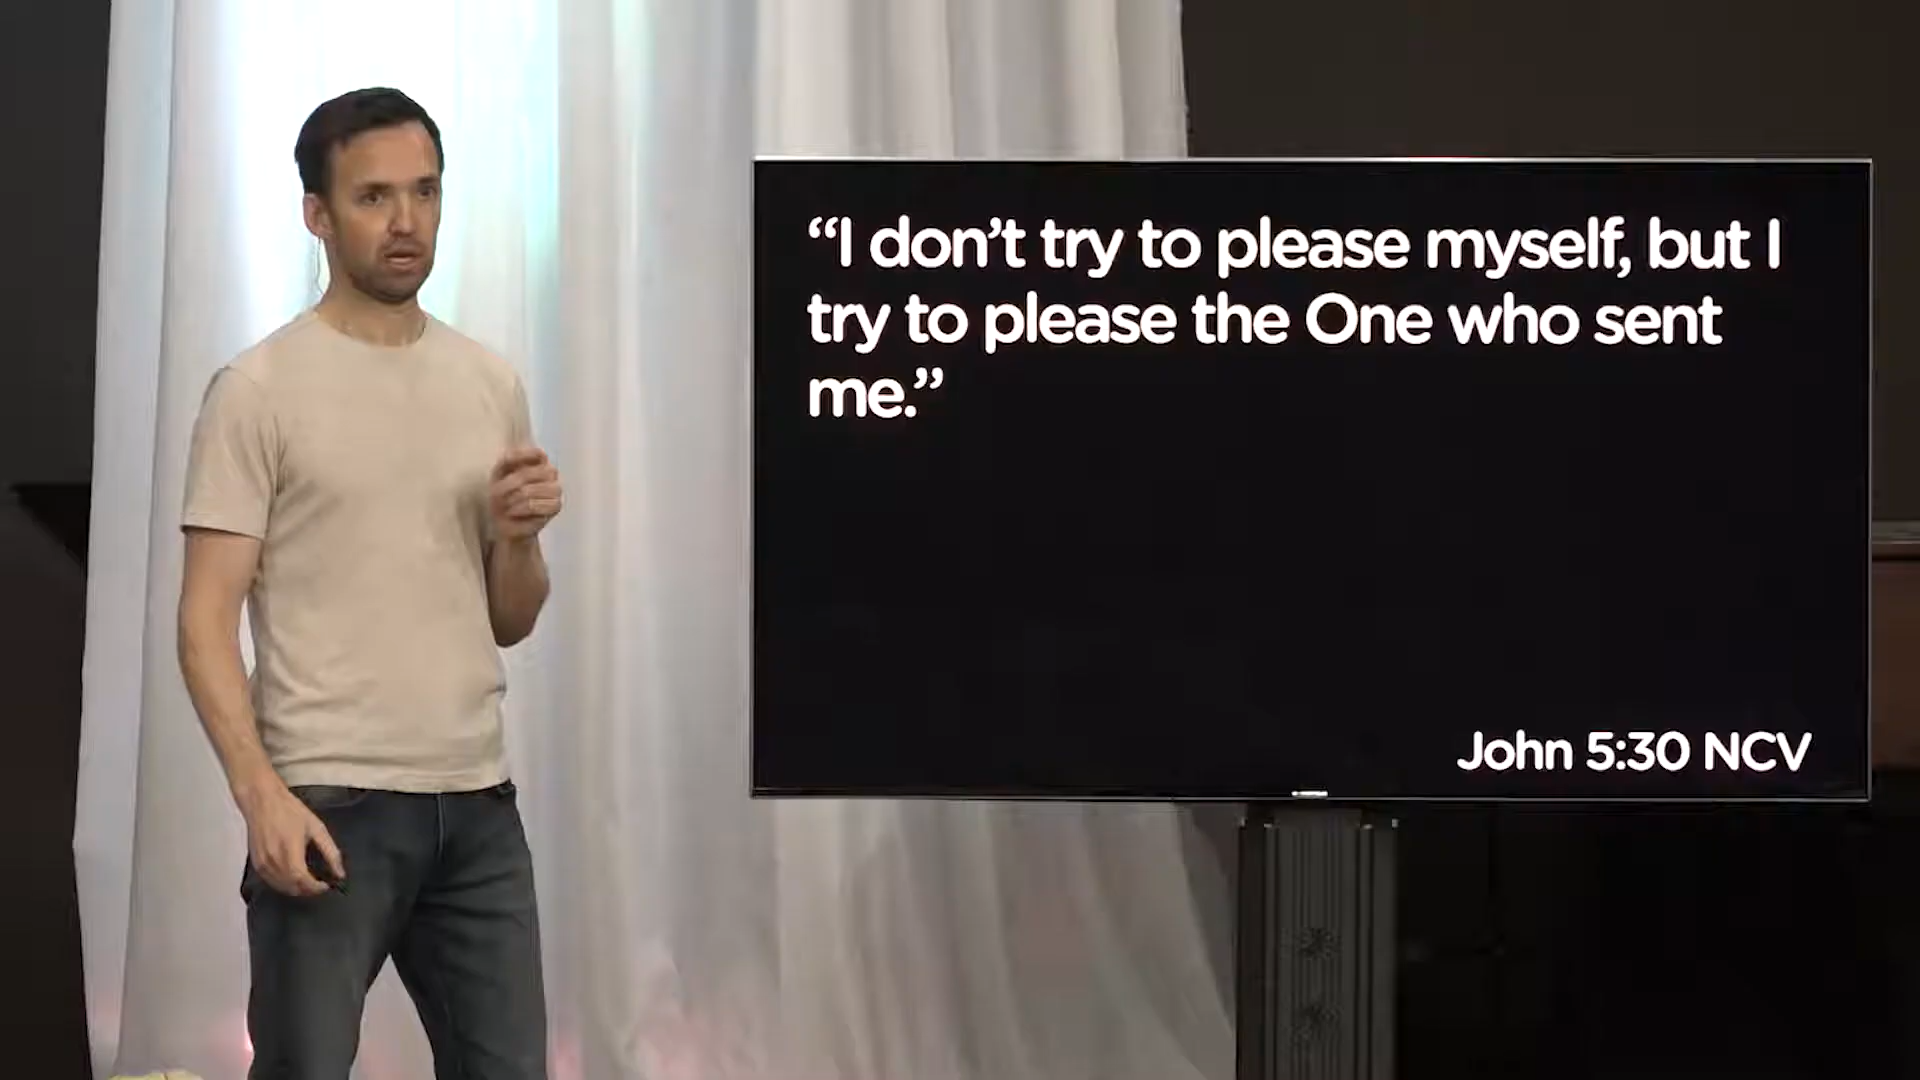 “I don’t try to please myself, but I
try to please the One who sent
me.”
John 5:30 NCV